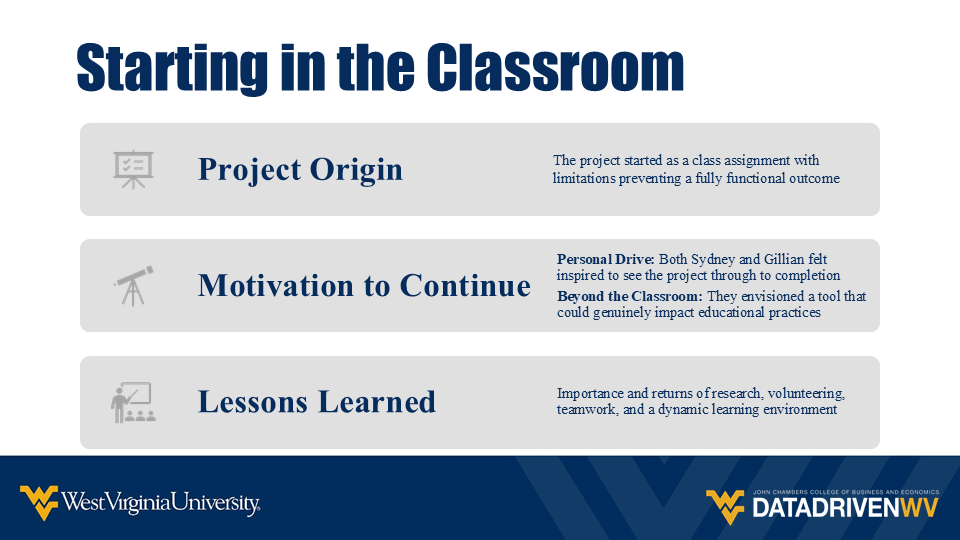 Starting in the Classroom
Project Origin
The project started as a class assignment with
limitations preventing a fully functional outcome
Motivation to Continue
Personal Drive: Both Sydney and Gillian felt
inspired to see the project through to completion
Beyond the Classroom: They envisioned a tool that
could genuinely impact educational practices
Lessons Learned
Importance and returns of research, volunteering,
teamwork, and a dynamic learning environment
WestVirginiaUniversity.
JOHN CHAMBERS COLLEGE OF BUSINESS AND ECONOMICS
DATADRIVENWV